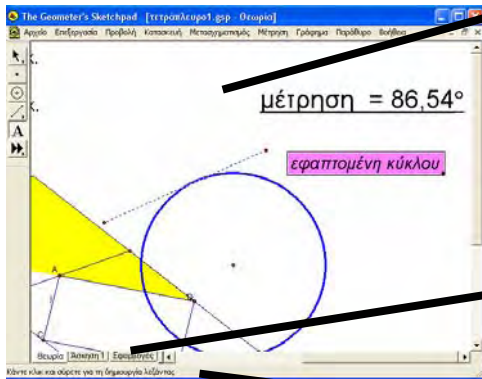 The Geometer's Sketchpad - [τετράπλευρο1.gsp - Θεωρία]
Αρχείο Επεξεργασία Προβολή Κατασκευή Μετασχηματισμός Μέτρηση Γράφημα Παράθυρο Βοήθεια
κ.
μέτρηση = 86,54°
κ.
εφαπτομένη κύκλου
A
A
Θεωρία Άσκηση 1 Εφαρμογές
Κάντε κλικ και σύρετε για τη δημιουργία λεζάντας